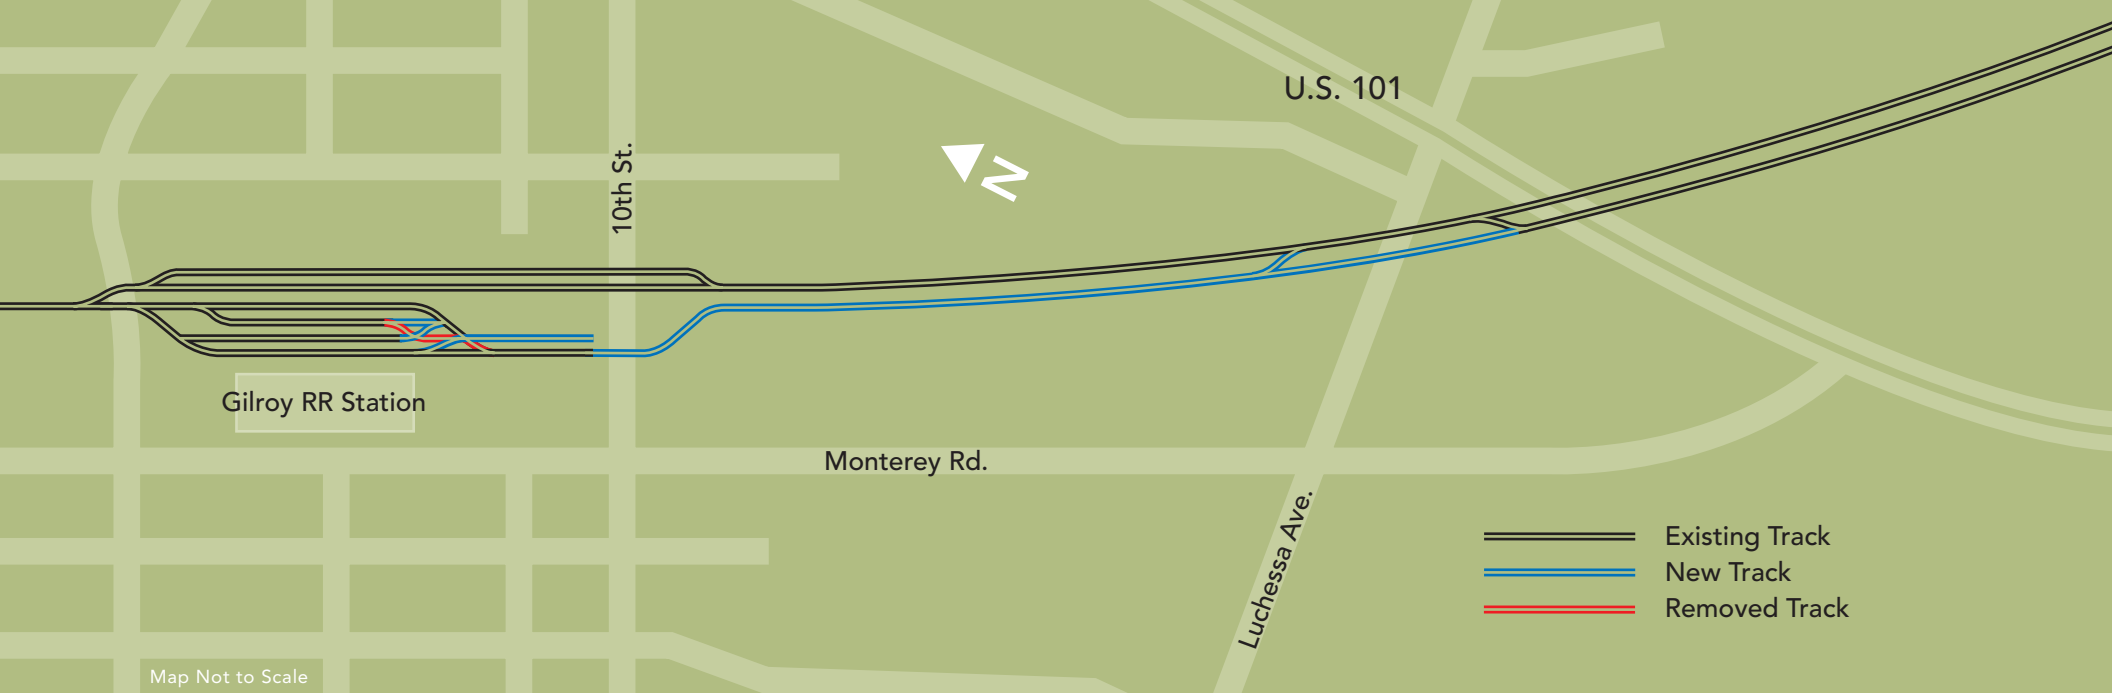 U.S. 101
10th St.
N
Gilroy RR Station
Monterey Rd.
Luchessa Ave.
Existing Track
New Track
Removed Track
Map Not to Scale